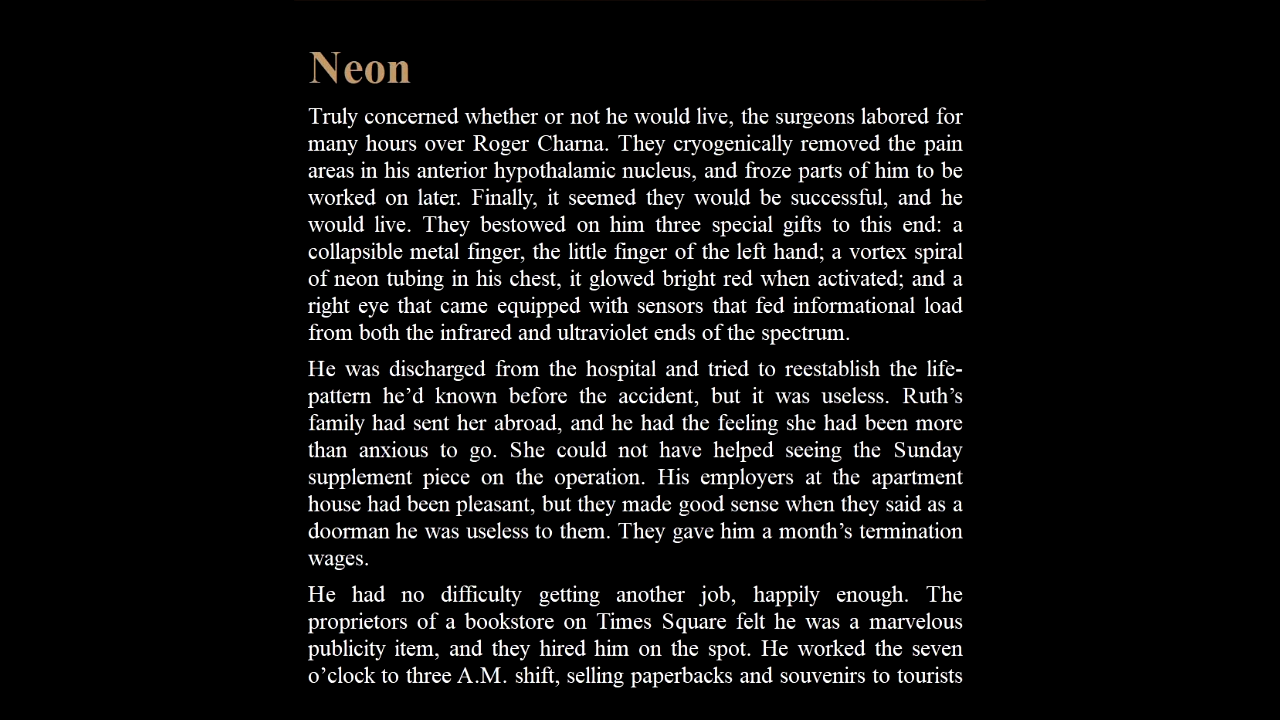 Neon
Truly concerned whether or not he would live, the surgeons labored for
many hours over Roger Charna. They cryogenically removed the pain
areas in his anterior hypothalamic nucleus, and froze parts of him to be
worked on later. Finally, it seemed they would be successful, and he
would live. They bestowed on him three special gifts to this end: a
collapsible metal finger, the little finger of the left hand; a vortex spiral
of neon tubing in his chest, it glowed bright red when activated; and a
right eye that came equipped with sensors that fed informational load
from both the infrared and ultraviolet ends of the spectrum.
He was discharged from the hospital and tried to reestablish the life-
pattern he’d known before the accident, but it was useless. Ruth’s
family had sent her abroad, and he had the feeling she had been more
than anxious to go. She could not have helped seeing the Sunday
supplement piece on the operation. His employers at the apartment
house had been pleasant, but they made good sense when they said as a
doorman he was useless to them. They gave him a month’s termination
wages.
He had no difficulty getting another job, happily enough. The
proprietors of a bookstore on Times Square felt he was a marvelous
publicity item, and they hired him on the spot. He worked the seven
o’clock to three A.M. shift, selling paperbacks and souvenirs to tourists